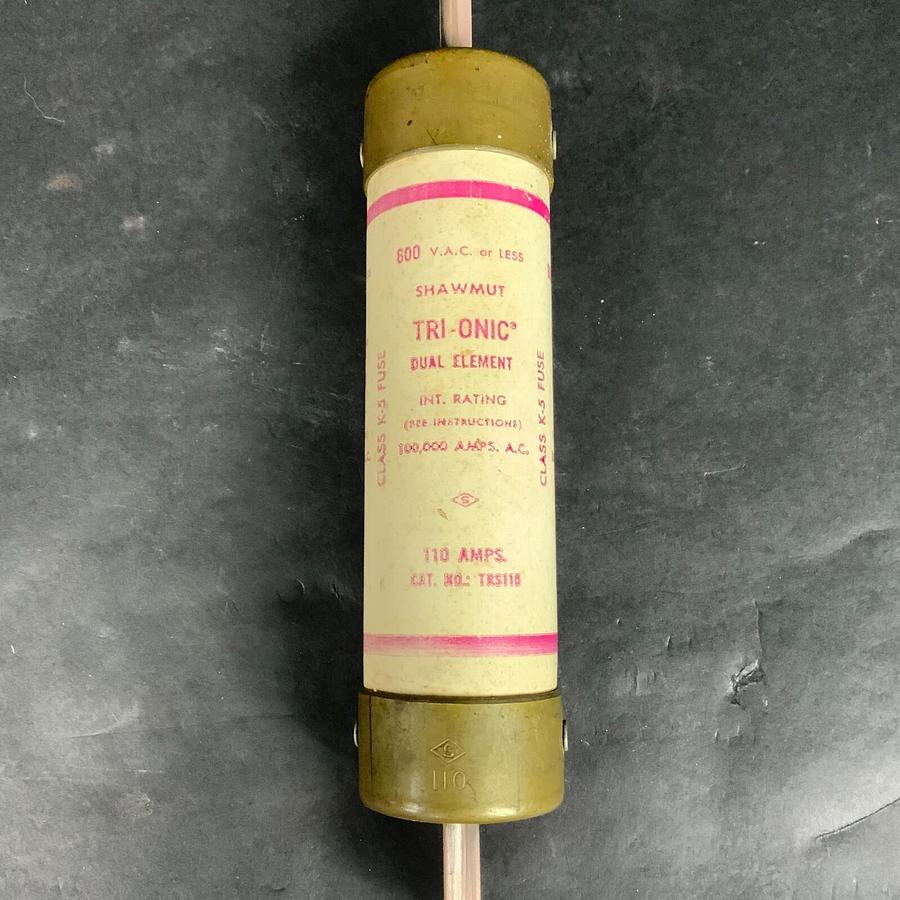 600 V.A.C. or LESS
SHAWMUT
TRI-ONIC®
DUAL ELEMENT
INT. RATING
(SEE INSTRUCTIONS)
100,000 AMPS. A.C.
CLASS K-5 FUSE
CLASS K-5 FUSE
S
110 AMPS.
CAT. NO.: TRS110
S
110